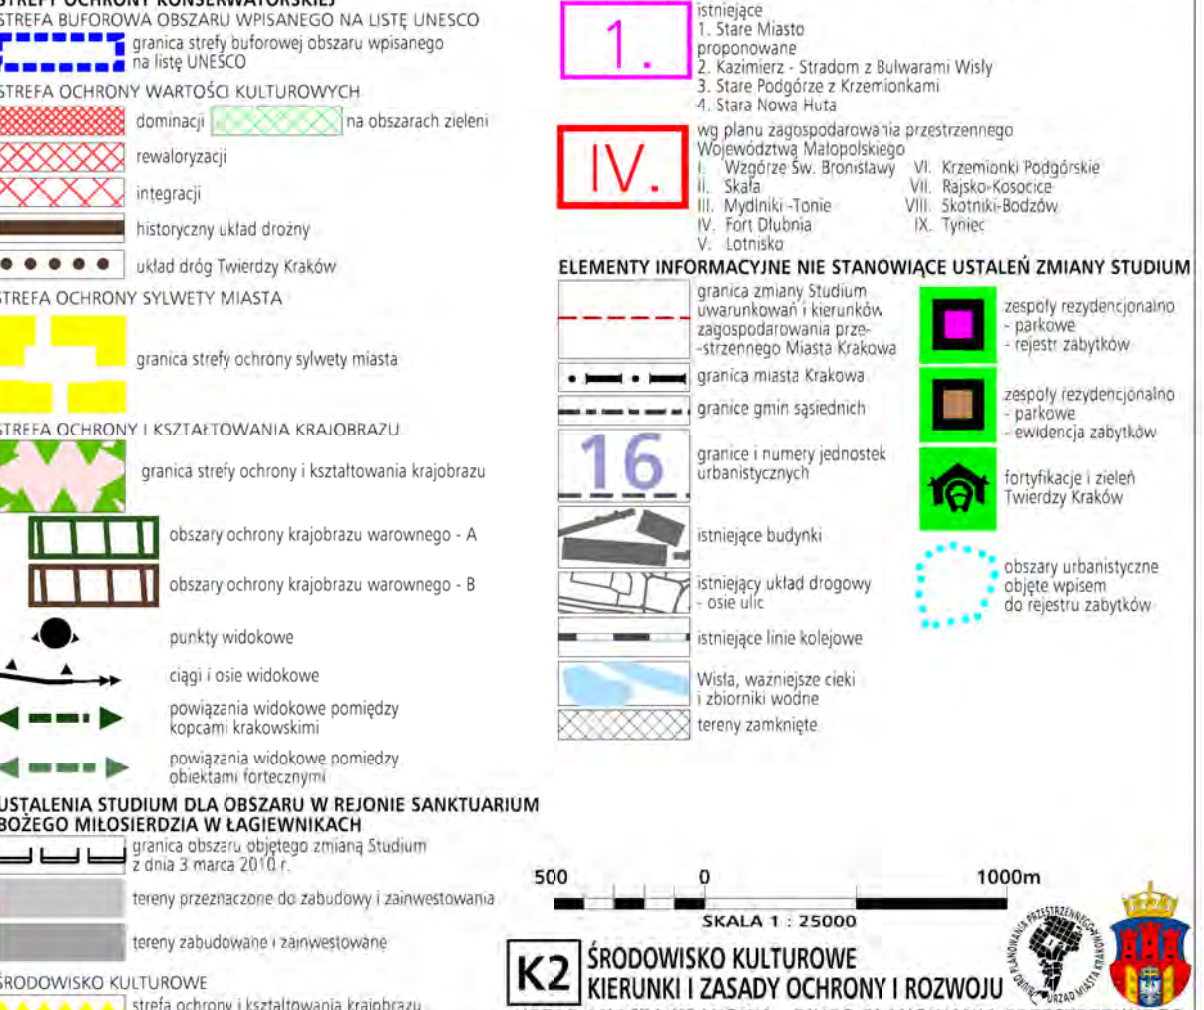 STREFY OCHRONY KONSERWATORSKIEJ
STREFA BUFOROWA OBSZARU WPISANEGO NA LISTĘ UNESCO
granica strefy buforowej obszaru wpisanego
na listę UNESCO
STREFA OCHRONY WARTOŚCI KULTUROWYCH
dominacji
na obszarach zieleni
rewaloryzacji
integracji
historyczny układ drożny
układ dróg Twierdzy Kraków
STREFA OCHRONY SYLWETY MIASTA
granica strefy ochrony sylwety miasta
STREFA OCHRONY I KSZTAŁTOWANIA KRAJOBRAZU
granica strefy ochrony i kształtowania krajobrazu
obszary ochrony krajobrazu warownego - A
obszary ochrony krajobrazu warownego - B
punkty widokowe
ciągi i osie widokowe
powiązania widokowe pomiędzy
kopcami krakowskimi
powiązania widokowe pomiedzy
obiektami fortecznymi
USTALENIA STUDIUM DLA OBSZARU W REJONIE SANKTUARIUM
BOŻEGO MIŁOSIERDZIA W ŁAGIEWNIKACH
granica obszaru objętego zmianą Studium
z dnia 3 marca 2010 r.
tereny przeznaczone do zabudowy i zainwestowania
tereny zabudowane i zainwestowane
ŚRODOWISKO KULTUROWE
strefa ochrony i kształtowania krajobrazu
1.
istniejące
1. Stare Miasto
proponowane
2. Kazimierz - Stradom z Bulwarami Wisły
3. Stare Podgórze z Krzemionkami
4. Stara Nowa Huta
IV.
wg planu zagospodarowania przestrzennego
Województwa Małopolskiego
I. Wzgórze Św. Bronisławy
II. Skała
III. Mydlniki -Tonie
IV. Fort Dłubnia
V. Lotnisko
VI. Krzemionki Podgórskie
VII. Rajsko-Kosocice
VIII. Skotniki-Bodzów
IX. Tyniec
ELEMENTY INFORMACYJNE NIE STANOWIĄCE USTALEŃ ZMIANY STUDIUM
granica zmiany Studium
uwarunkowań i kierunków
zagospodarowania prze-
-strzennego Miasta Krakowa
granica miasta Krakowa
granice gmin sąsiednich
16
granice i numery jednostek
urbanistycznych
istniejące budynki
istniejący układ drogowy
- osie ulic
istniejące linie kolejowe
Wisła, ważniejsze cieki
i zbiorniki wodne
tereny zamknięte
zespoły rezydencjonalno
- parkowe
- rejestr zabytków
zespoły rezydencjonalno
- parkowe
- ewidencja zabytków
fortyfikacje i zieleń
Twierdzy Kraków
obszary urbanistyczne
objęte wpisem
do rejestru zabytków
500 0 1000m
SKALA 1 : 25000
K2
ŚRODOWISKO KULTUROWE
KIERUNKI I ZASADY OCHRONY I ROZWOJU
BIURO PLANOWANIA PRZESTRZENNEGO
URZĄD MIASTA KRAKOWA